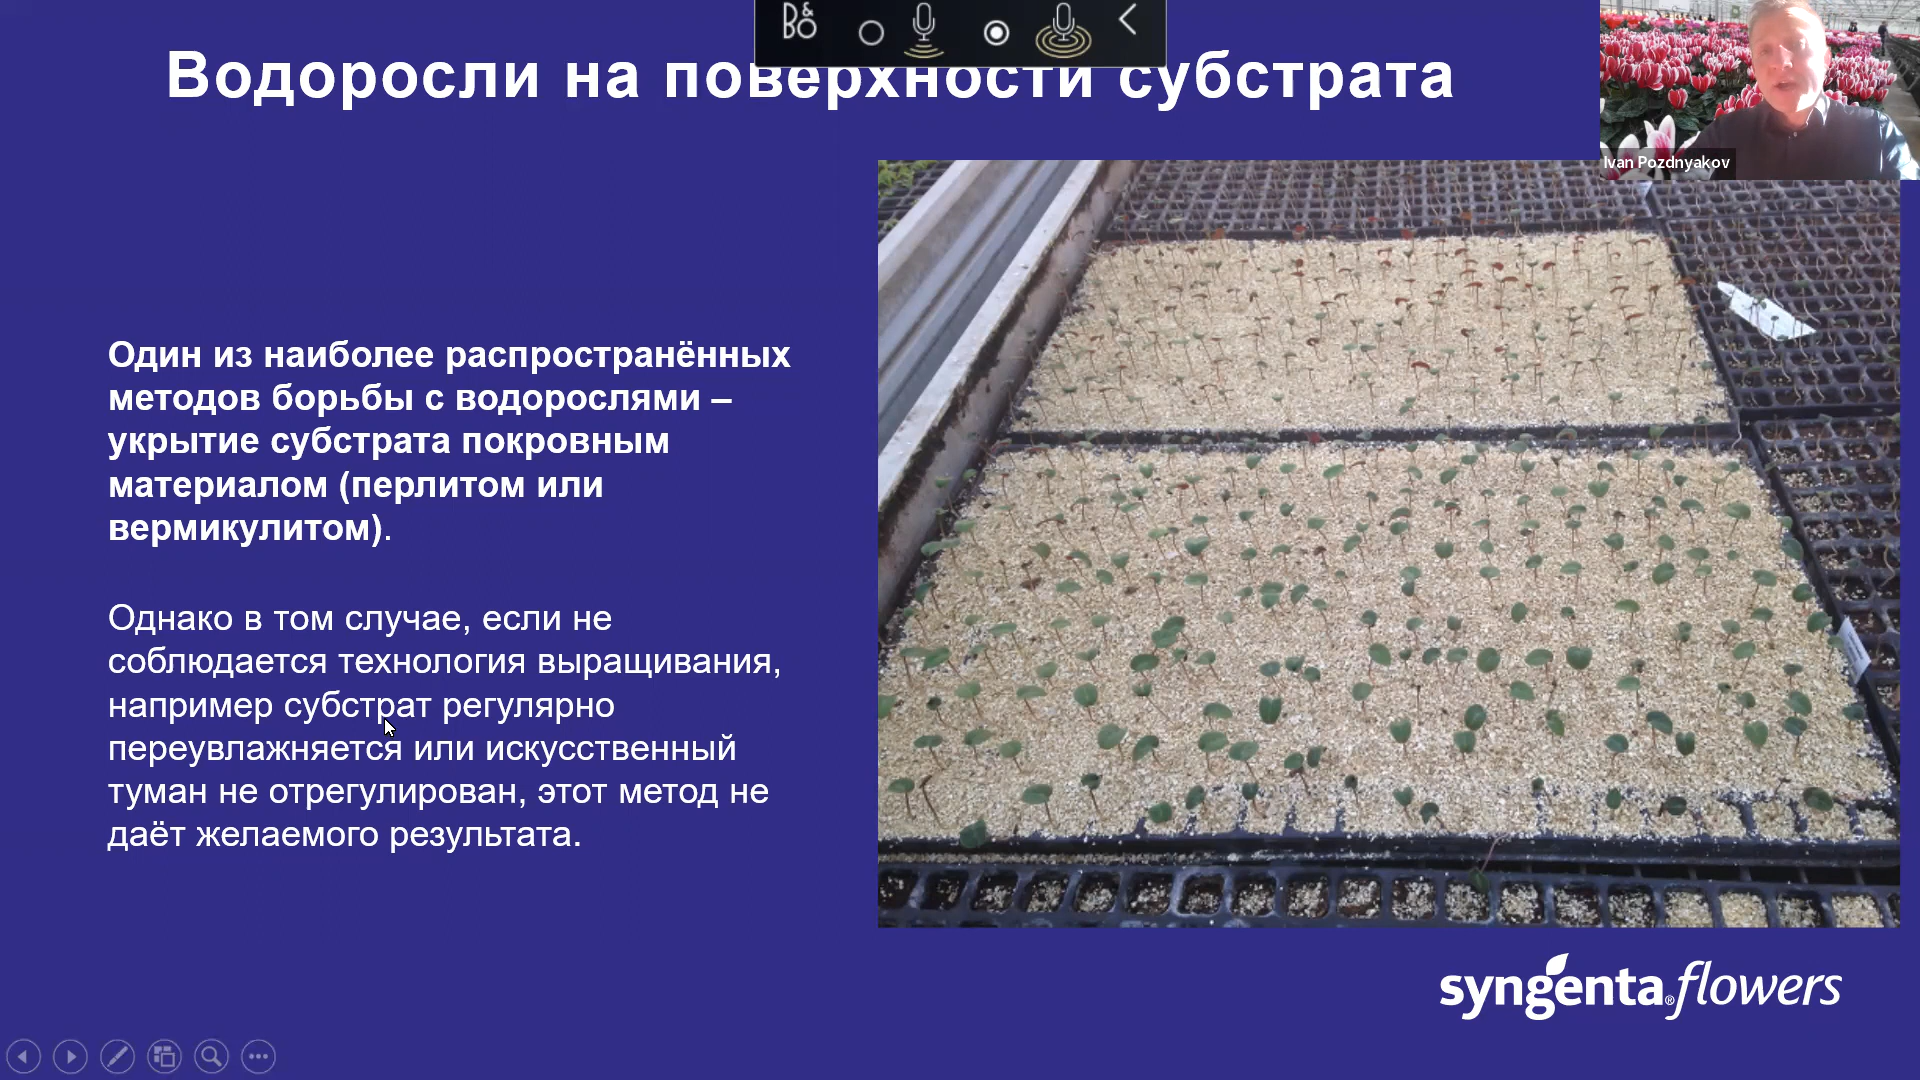 B&O
Водоросли на поверхности субстрата
Ivan Pozdnyakov
Один из наиболее распространённых
методов борьбы с водорослями –
укрытие субстрата покровным
материалом (перлитом или
вермикулитом).
Однако в том случае, если не
соблюдается технология выращивания,
например субстрат регулярно
переувлажняется или искусственный
туман не отрегулирован, этот метод не
даёт желаемого результата.
syngenta® flowers